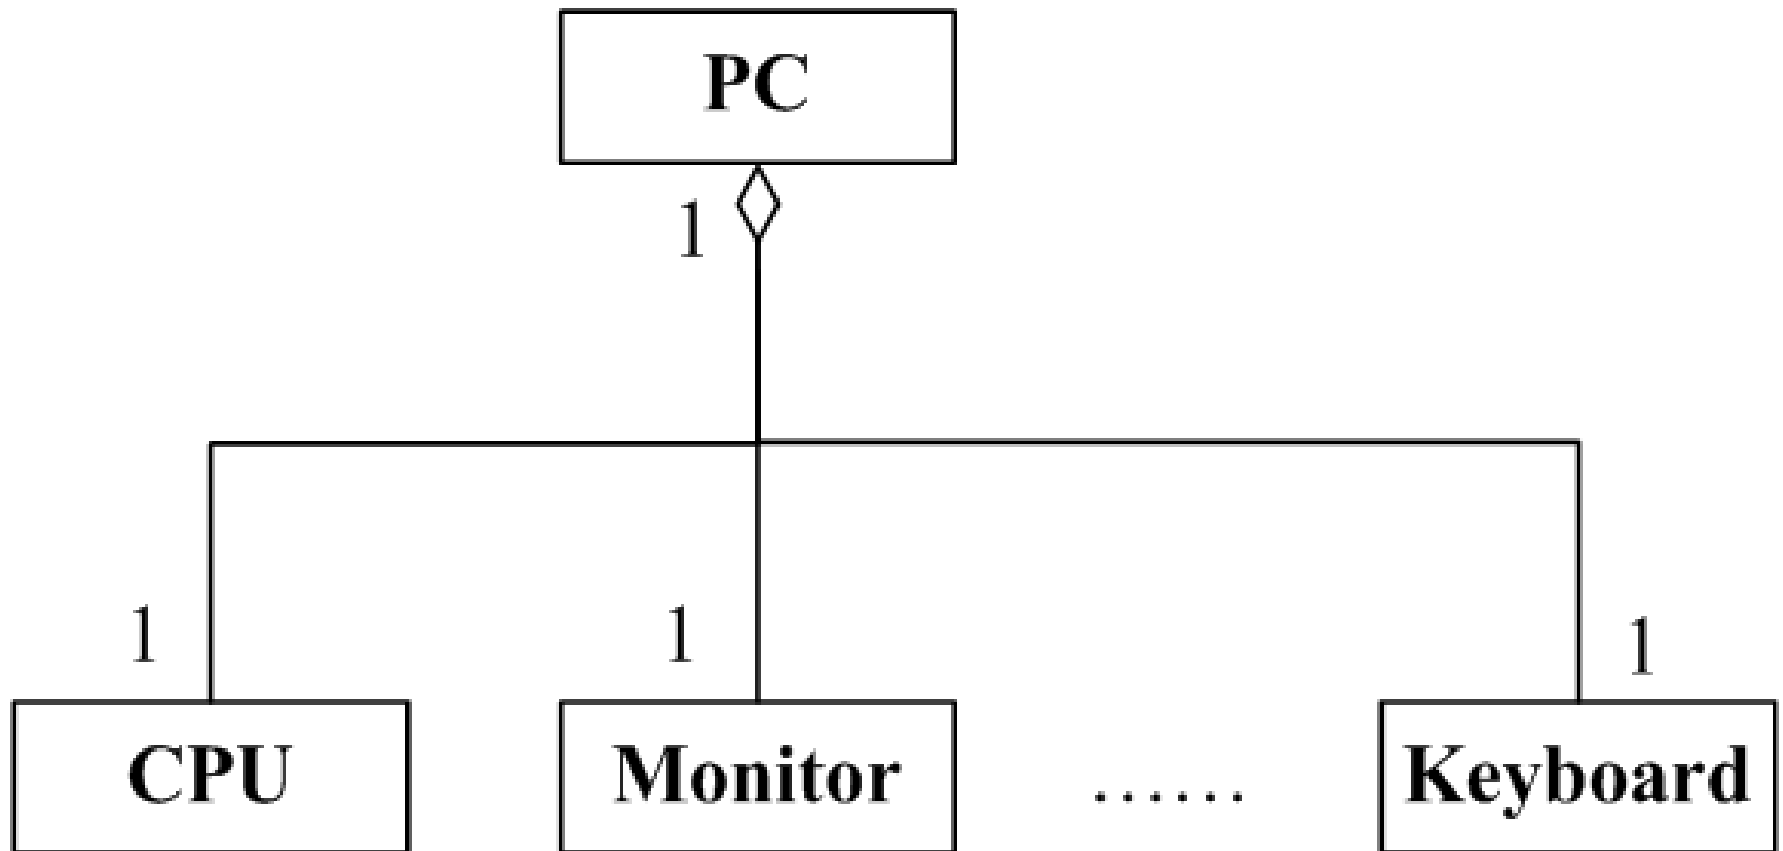 PC
1
1
1
1
CPU
Monitor
......
Keyboard